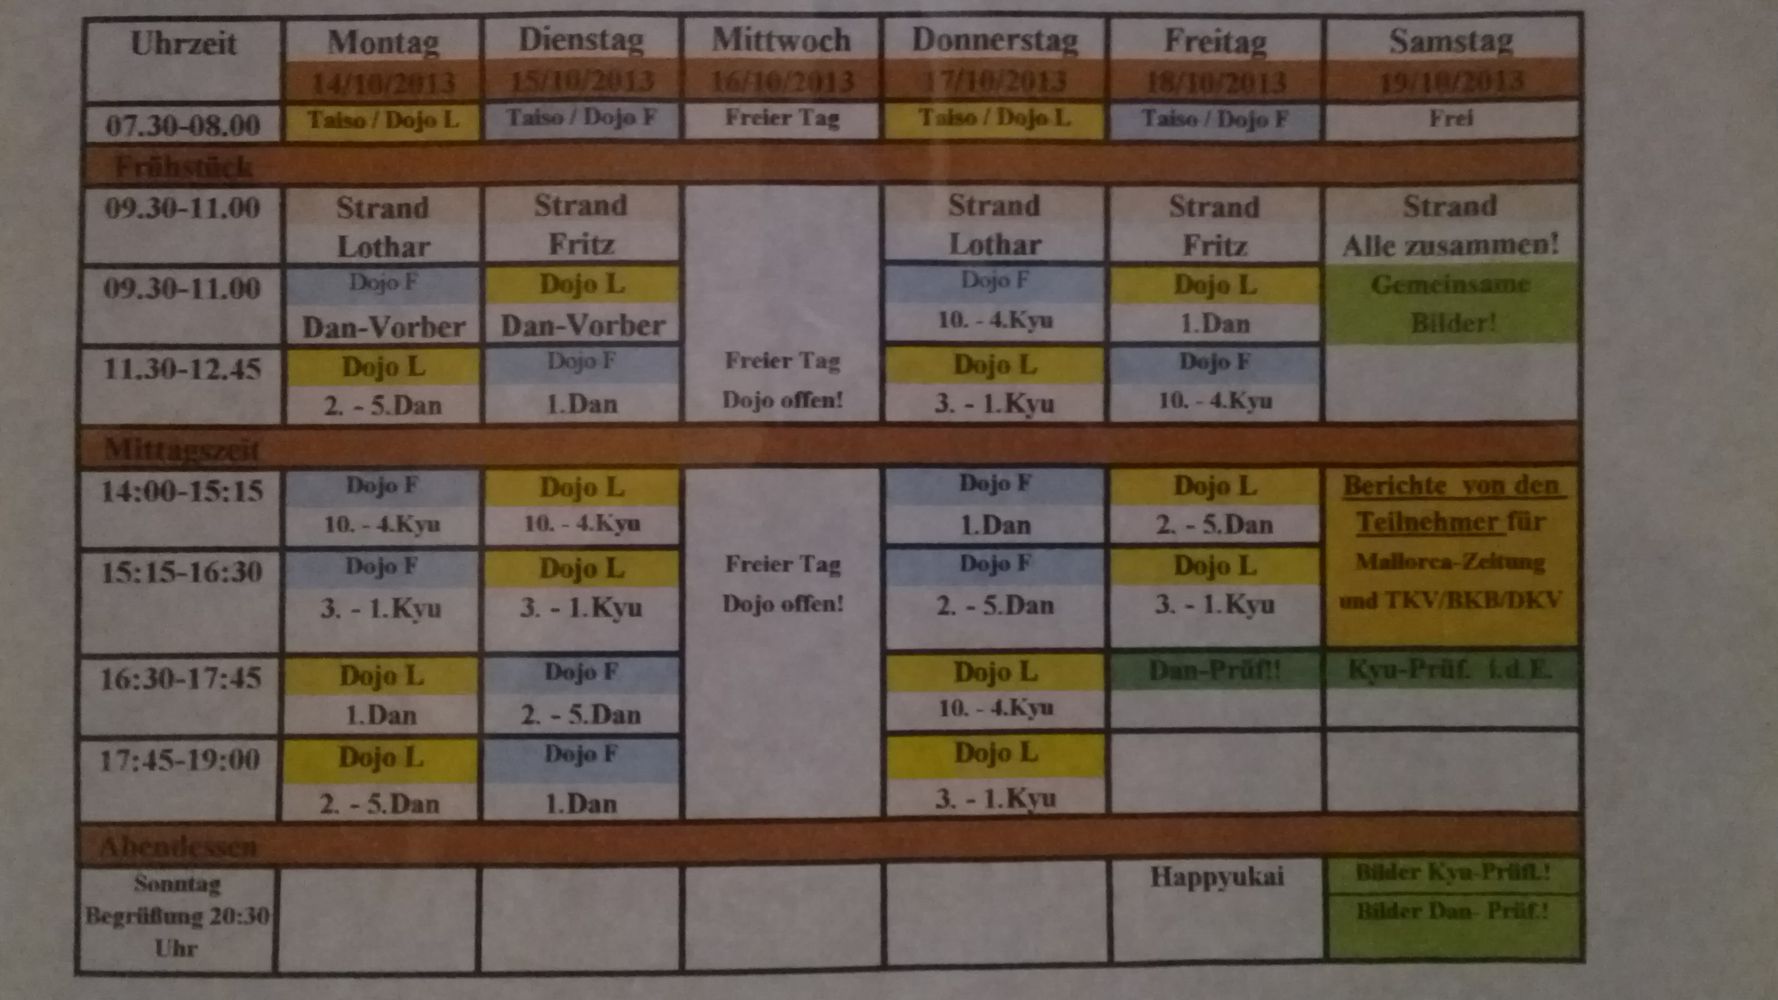 Uhrzeit Montag Dienstag Mittwoch Donnerstag Freitag Samstag
14/10/2013 15/10/2013 16/10/2013 17/10/2013 18/10/2013 19/10/2013
07.30-08.00 Taiso / Dojo L Taiso / Dojo F Freier Tag Taiso / Dojo L Taiso / Dojo F Frei
Frühstück
09.30-11.00 Strand Strand Strand Strand Strand
Lothar Fritz Lothar Fritz Alle zusammen!
09.30-11.00 Dojo F Dojo L Dojo F Dojo L Gemeinsame
Dan-Vorber Dan-Vorber 10. - 4.Kyu 1.Dan Bilder!
11.30-12.45 Dojo L Dojo F Freier Tag Dojo L Dojo F
2. - 5.Dan 1.Dan Dojo offen! 3. - 1.Kyu 10. - 4.Kyu
Mittagszeit
14:00-15:15 Dojo F Dojo L Dojo F Dojo L Berichte von den
10. - 4.Kyu 10. - 4.Kyu 1.Dan 2. - 5.Dan Teilnehmer für
15:15-16:30 Dojo F Dojo L Freier Tag Dojo F Dojo L Mallorca-Zeitung
3. - 1.Kyu 3. - 1.Kyu Dojo offen! 2. - 5.Dan 3. - 1.Kyu und TKV/BKB/DKV
16:30-17:45 Dojo L Dojo F Dojo L Dan-Prüf!! Kyu-Prüf. i.d.E.
1.Dan 2. - 5.Dan 10. - 4.Kyu
17:45-19:00 Dojo L Dojo F Dojo L
2. - 5.Dan 1.Dan 3. - 1.Kyu
Abendessen
Sonntag Happyukai Bilder Kyu-Prüf.!
Begrüßung 20:30 Bilder Dan- Prüf.!
Uhr